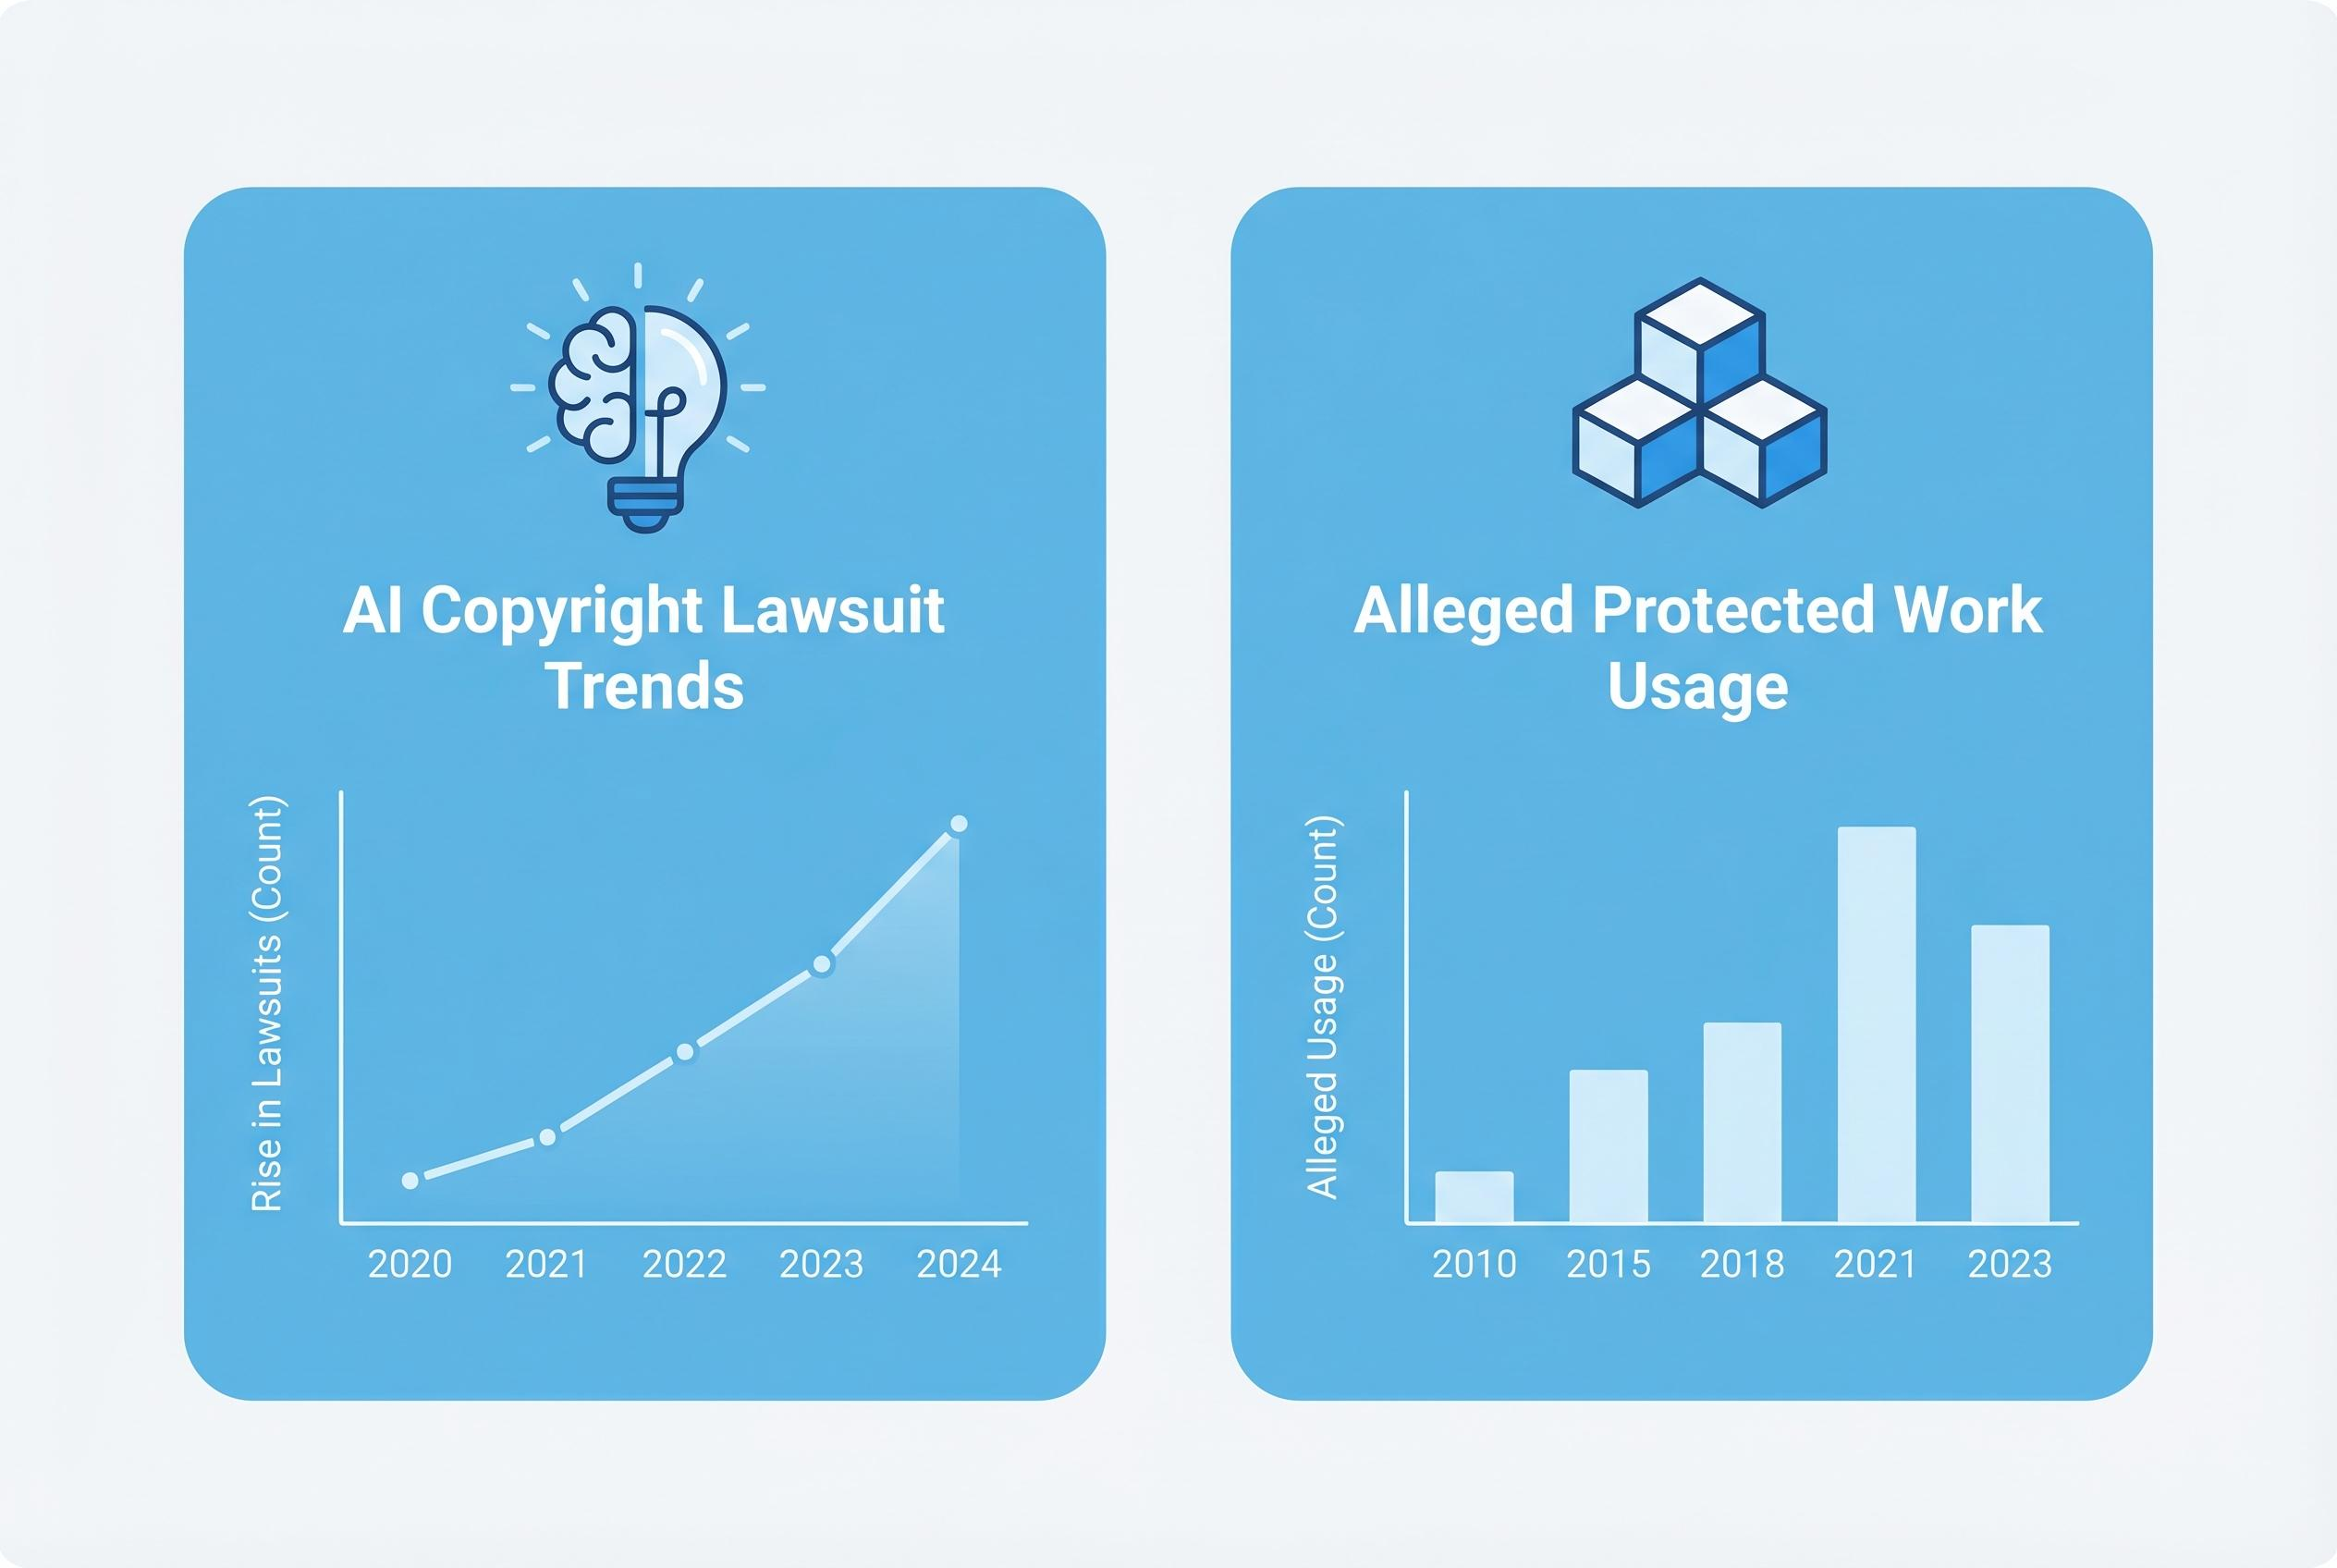 AI Copyright Lawsuit
Trends
Rise in Lawsuits (Count)
2020 2021 2022 2023 2024
Alleged Protected Work
Usage
Alleged Usage (Count)
2010 2015 2018 2021 2023